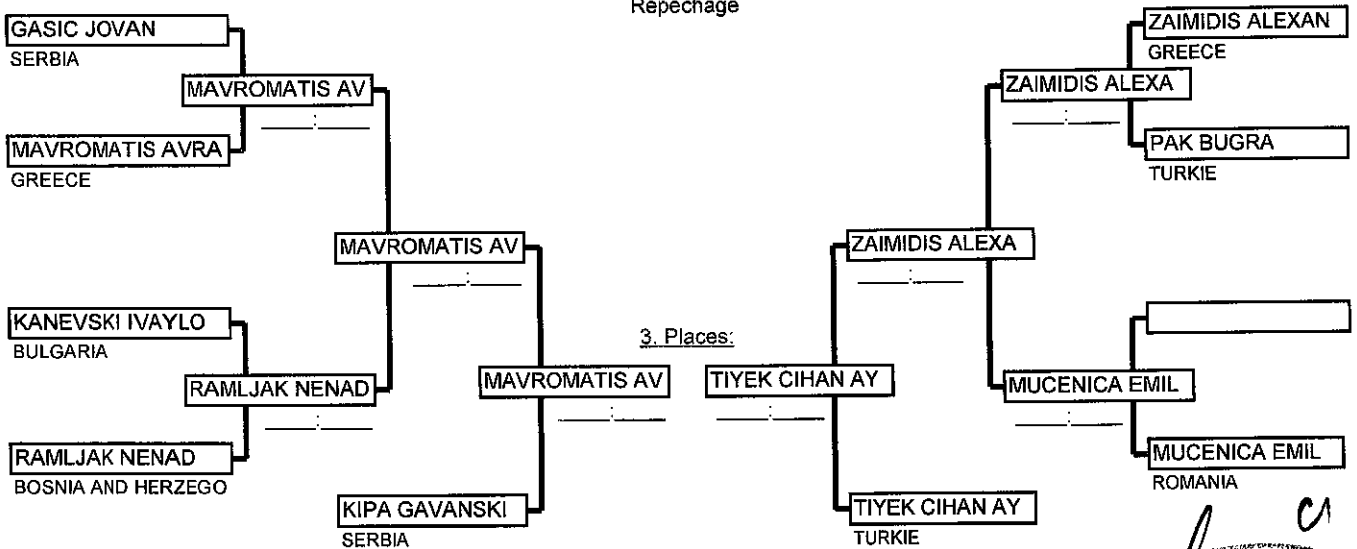 Repechage
GASIC JOVAN
SERBIA
MAVROMATIS AV
MAVROMATIS AVRA
GREECE
MAVROMATIS AV
KANEVSKI IVAYLO
BULGARIA
RAMLJAK NENAD
RAMLJAK NENAD
BOSNIA AND HERZEGO
MAVROMATIS AV
KIPA GAVANSKI
SERBIA
3. Places:
ZAIMIDIS ALEXAN
GREECE
ZAIMIDIS ALEXA
PAK BUGRA
TURKIE
ZAIMIDIS ALEXA
MUCENICA EMIL
MUCENICA EMIL
ROMANIA
TIYEK CIHAN AY
TIYEK CIHAN AY
TURKIE